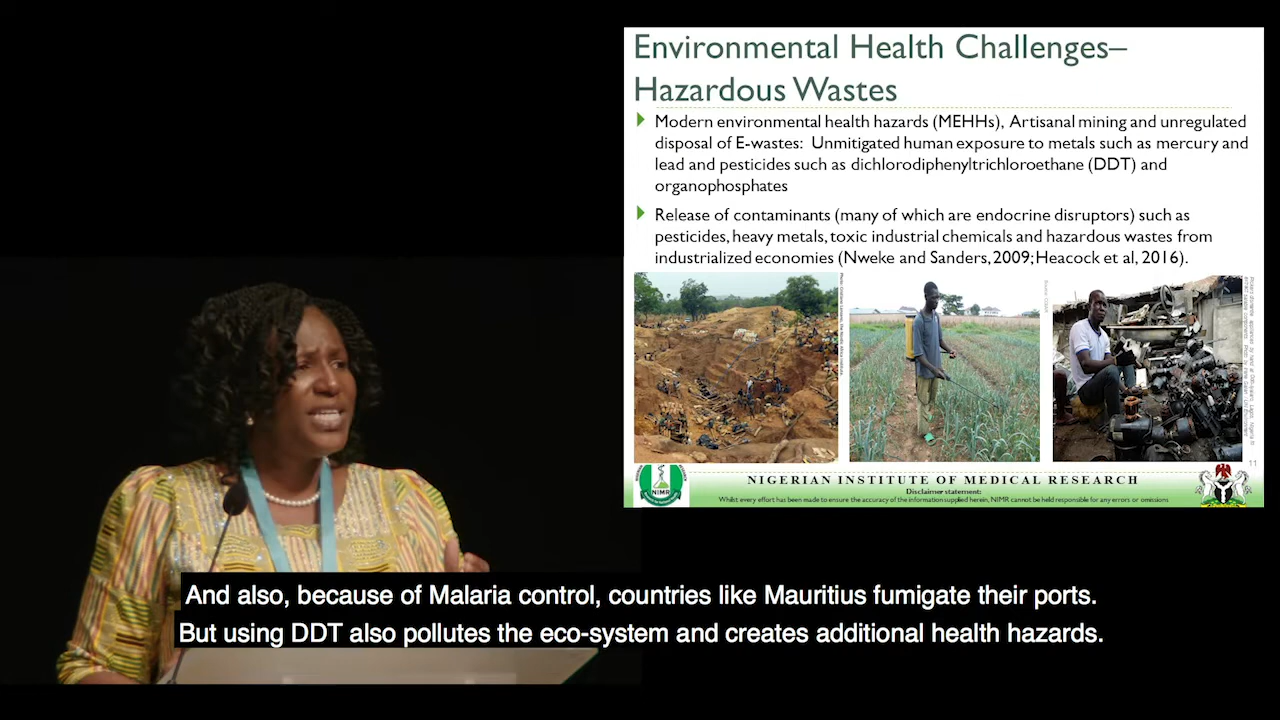 Environmental Health Challenges–
Hazardous Wastes
Modern environmental health hazards (MEHHs), Artisanal mining and unregulated
disposal of E-wastes: Unmitigated human exposure to metals such as mercury and
lead and pesticides such as dichlorodiphenyltrichloroethane (DDT) and
organophosphates
Release of contaminants (many of which are endocrine disruptors) such as
pesticides, heavy metals, toxic industrial chemicals and hazardous wastes from
industrialized economies (Nweke and Sanders, 2009; Heacock et al, 2016).
11
NIMR
NIGERIAN INSTITUTE OF MEDICAL RESEARCH
Disclaimer statement:
Whilst every effort has been made to ensure the accuracy of the information supplied herein, NIMR cannot be held responsible for any errors or omissions
And also, because of Malaria control, countries like Mauritius fumigate their ports.
But using DDT also pollutes the eco-system and creates additional health hazards.